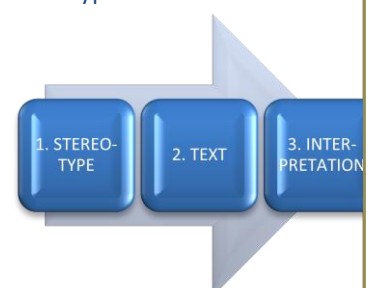 1. STEREO-
TYPE
2. TEXT
3. INTER-
PRETATION